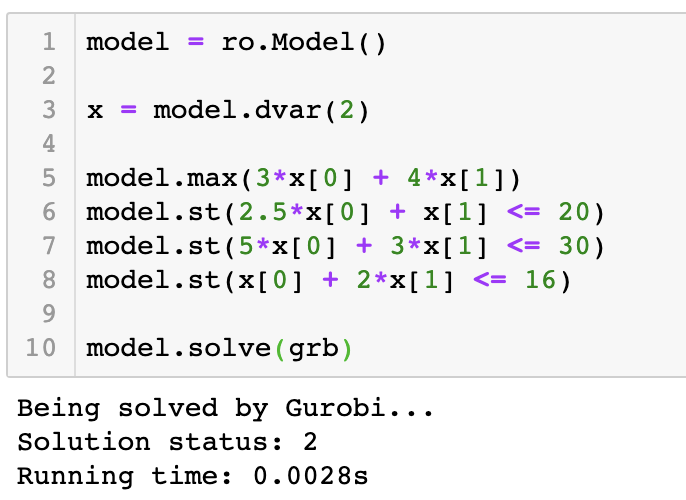 1 model = ro.Model()
2
3 x = model.dvar(2)
4
5 model.max(3*x[0] + 4*x[1])
6 model.st(2.5*x[0] + x[1] <= 20)
7 model.st(5*x[0] + 3*x[1] <= 30)
8 model.st(x[0] + 2*x[1] <= 16)
9
10 model.solve(grb)
Being solved by Gurobi...
Solution status: 2
Running time: 0.0028s